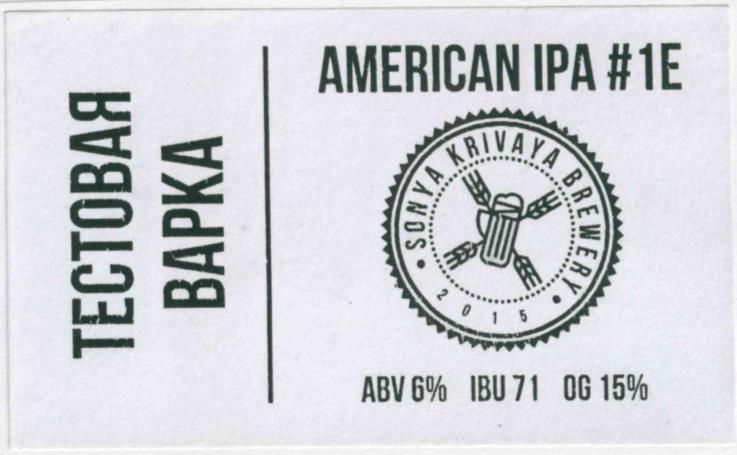 ТЕСТОВАЯ
ВАРКА
AMERICAN IPA #1E
SONYA KRIVAYA BREWERY
2015
ABV 6% IBU 71 OG 15%